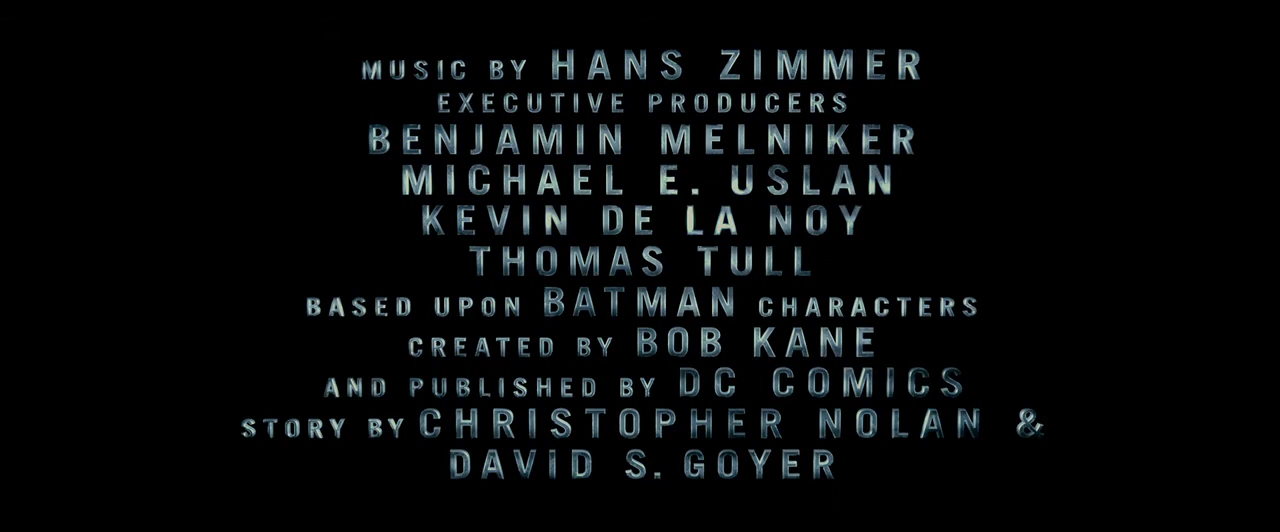 MUSIC BY HANS ZIMMER
EXECUTIVE PRODUCERS
BENJAMIN MELNIKER
MICHAEL E. USLAN
KEVIN DE LA NOY
THOMAS TULL
BASED UPON BATMAN CHARACTERS
CREATED BY BOB KANE
AND PUBLISHED BY DC COMICS
STORY BY CHRISTOPHER NOLAN &
DAVID S. GOYER